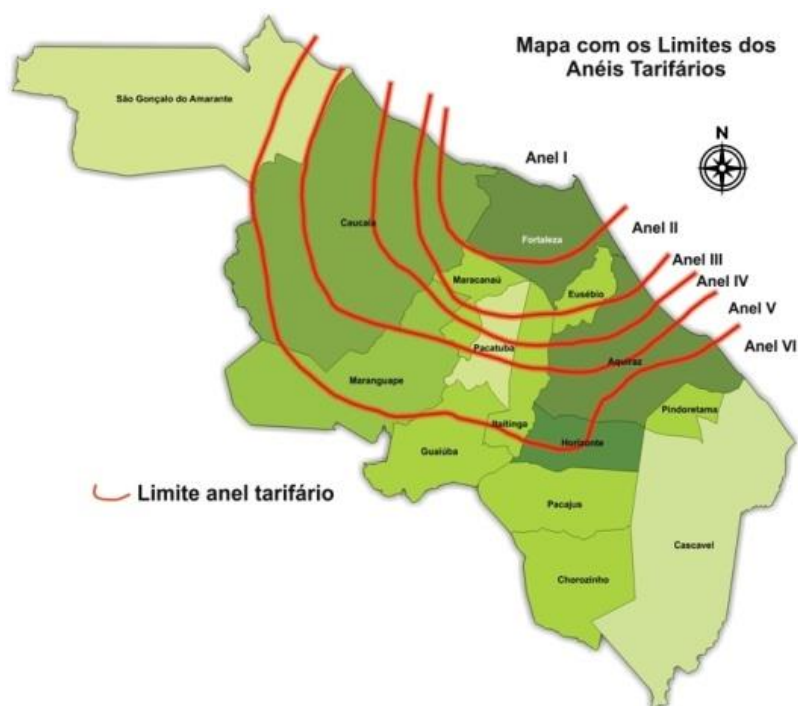 Mapa com os Limites dos
Anéis Tarifários
São Gonçalo do Amarante
N
Anel I
Caucaia
Fortaleza
Anel II
Anel III
Maracanaú
Anel IV
Eusébio
Anel V
Pacatuba
Anel VI
Aquiraz
Maranguape
Pindoretama
Itaitinga
Horizonte
Guaiúba
Limite anel tarifário
Pacajus
Cascavel
Chorozinho